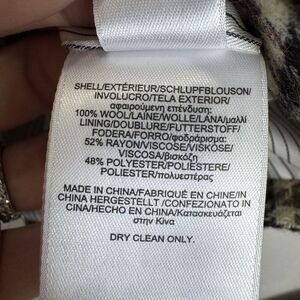 SHELL/EXTÉRIEUR/SCHLUPFBLOUSON/
INVOLUCRO/TELA EXTERIOR/
αφαιρούμενη επένδυση:
100% WOOL/LAINE/WOLLE/LANA/μαλλί
LINING/DOUBLURE/FUTTERSTOFF/
FODERA/FORRO/φοδράρισμα:
52% RAYON/VISCOSE/VISKOSE/
VISCOSA/βισκόζη
48% POLYESTER/POLIESTERE/
POLIESTER/πολυεστέρας
MADE IN CHINA/FABRIQUÉ EN CHINE/IN
CHINA HERGESTELLT /CONFEZIONATO IN
CINA/HECHO EN CHINA/Κατασκευάζεται
στην Κίνα
DRY CLEAN ONLY.